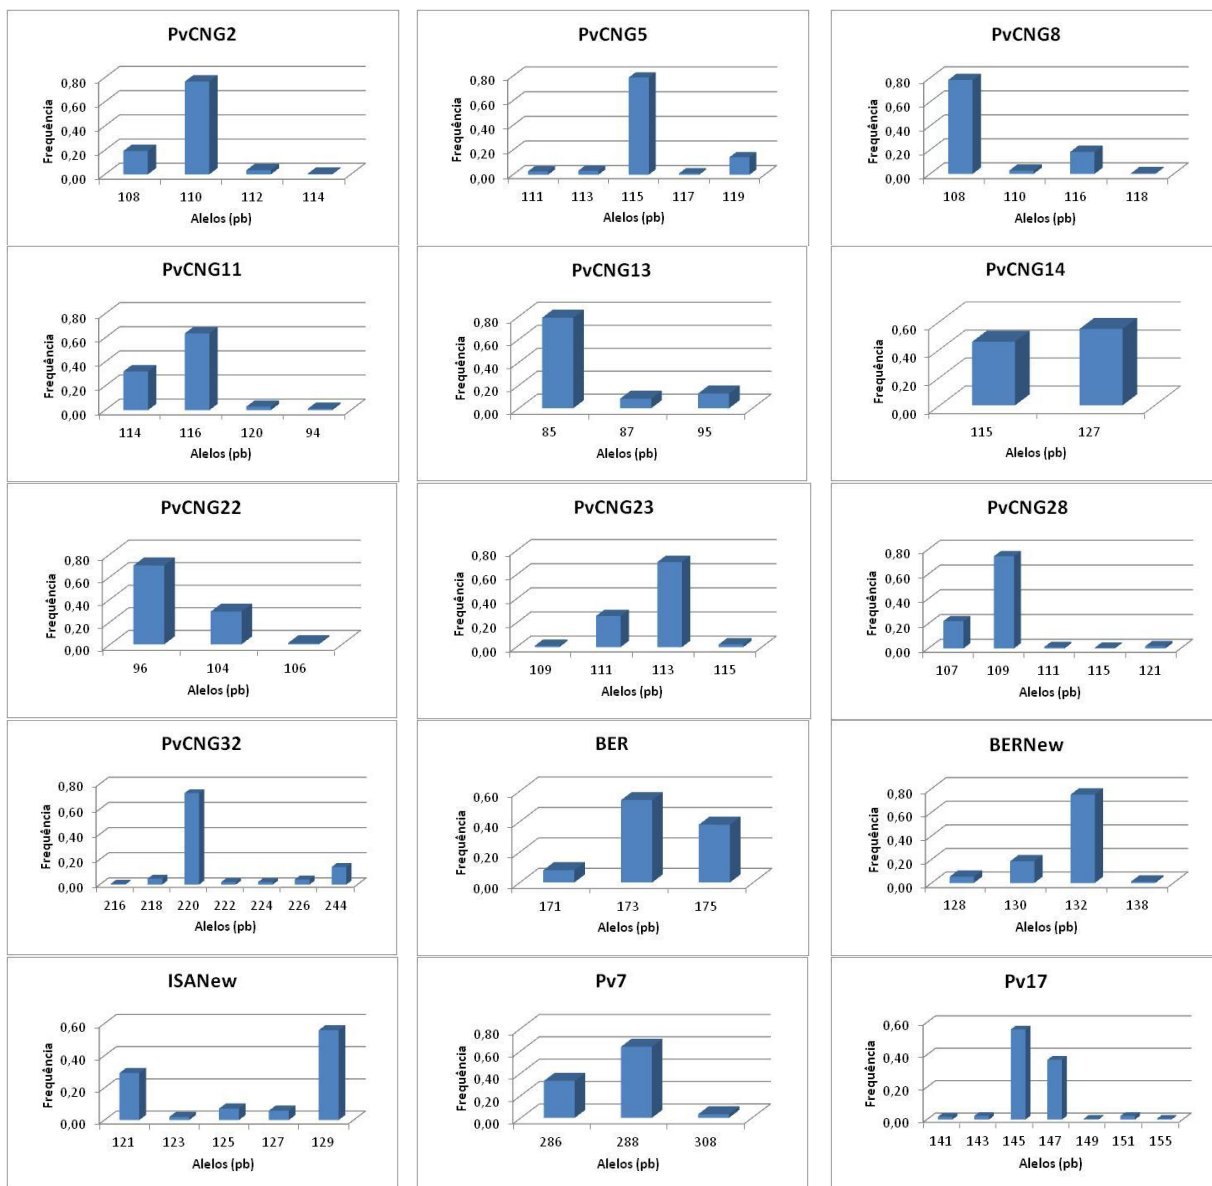 PvCNG2
Frequência
0,80
0,60
0,40
0,20
0,00
108 110 112 114
Alelos (pb)
PvCNG5
Frequência
0,80
0,60
0,40
0,20
0,00
111 113 115 117 119
Alelos (pb)
PvCNG8
Frequência
0,80
0,60
0,40
0,20
0,00
108 110 116 118
Alelos (pb)
PvCNG11
Frequência
0,80
0,60
0,40
0,20
0,00
114 116 120 94
Alelos (pb)
PvCNG13
Frequência
0,80
0,60
0,40
0,20
0,00
85 87 95
Alelos (pb)
PvCNG14
Frequência
0,60
0,40
0,20
0,00
115 127
Alelos (pb)
PvCNG22
Frequência
0,80
0,60
0,40
0,20
0,00
96 104 106
Alelos (pb)
PvCNG23
Frequência
0,80
0,60
0,40
0,20
0,00
109 111 113 115
Alelos (pb)
PvCNG28
Frequência
0,80
0,60
0,40
0,20
0,00
107 109 111 115 121
Alelos (pb)
PvCNG32
Frequência
0,80
0,60
0,40
0,20
0,00
216 218 220 222 224 226 244
Alelos (pb)
BER
Frequência
0,60
0,40
0,20
0,00
171 173 175
Alelos (pb)
BERNew
Frequência
0,80
0,60
0,40
0,20
0,00
128 130 132 138
Alelos (pb)
ISANew
Frequência
0,60
0,40
0,20
0,00
121 123 125 127 129
Alelos (pb)
Pv7
Frequência
0,80
0,60
0,40
0,20
0,00
286 288 308
Alelos (pb)
Pv17
Frequência
0,60
0,40
0,20
0,00
141 143 145 147 149 151 155
Alelos (pb)